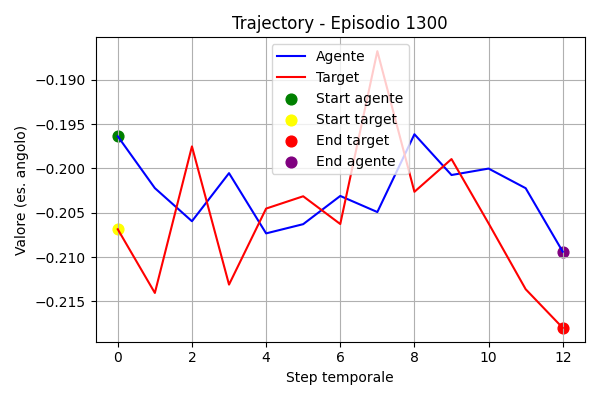 Trajectory - Episodio 1300
Agente
Target
Start agente
Start target
End target
End agente
Valore (es. angolo)
−0.190
−0.195
−0.200
−0.205
−0.210
−0.215
0 2 4 6 8 10 12
Step temporale